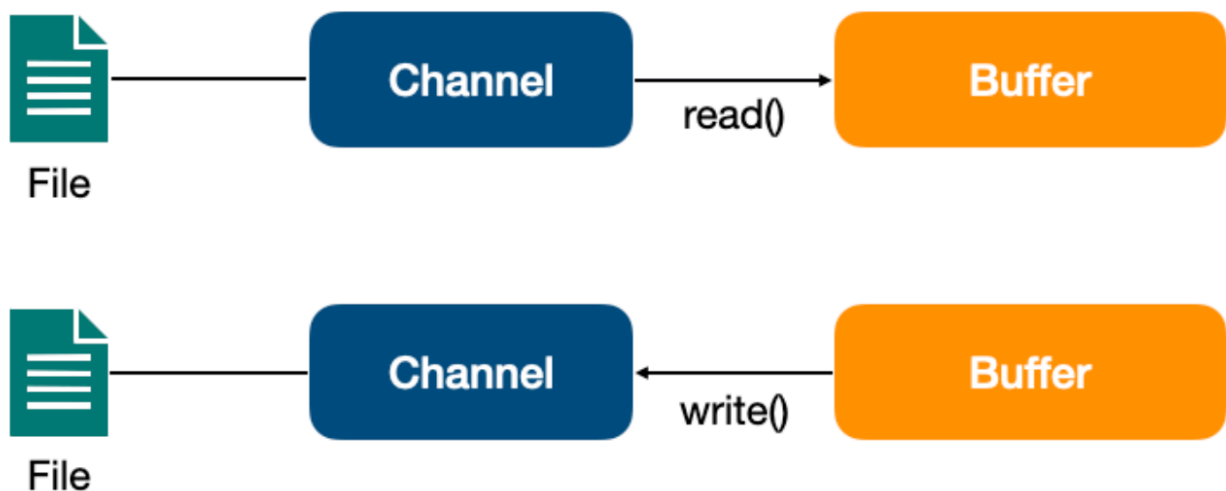 Channel
Buffer
read()
File
Channel
Buffer
write()
File